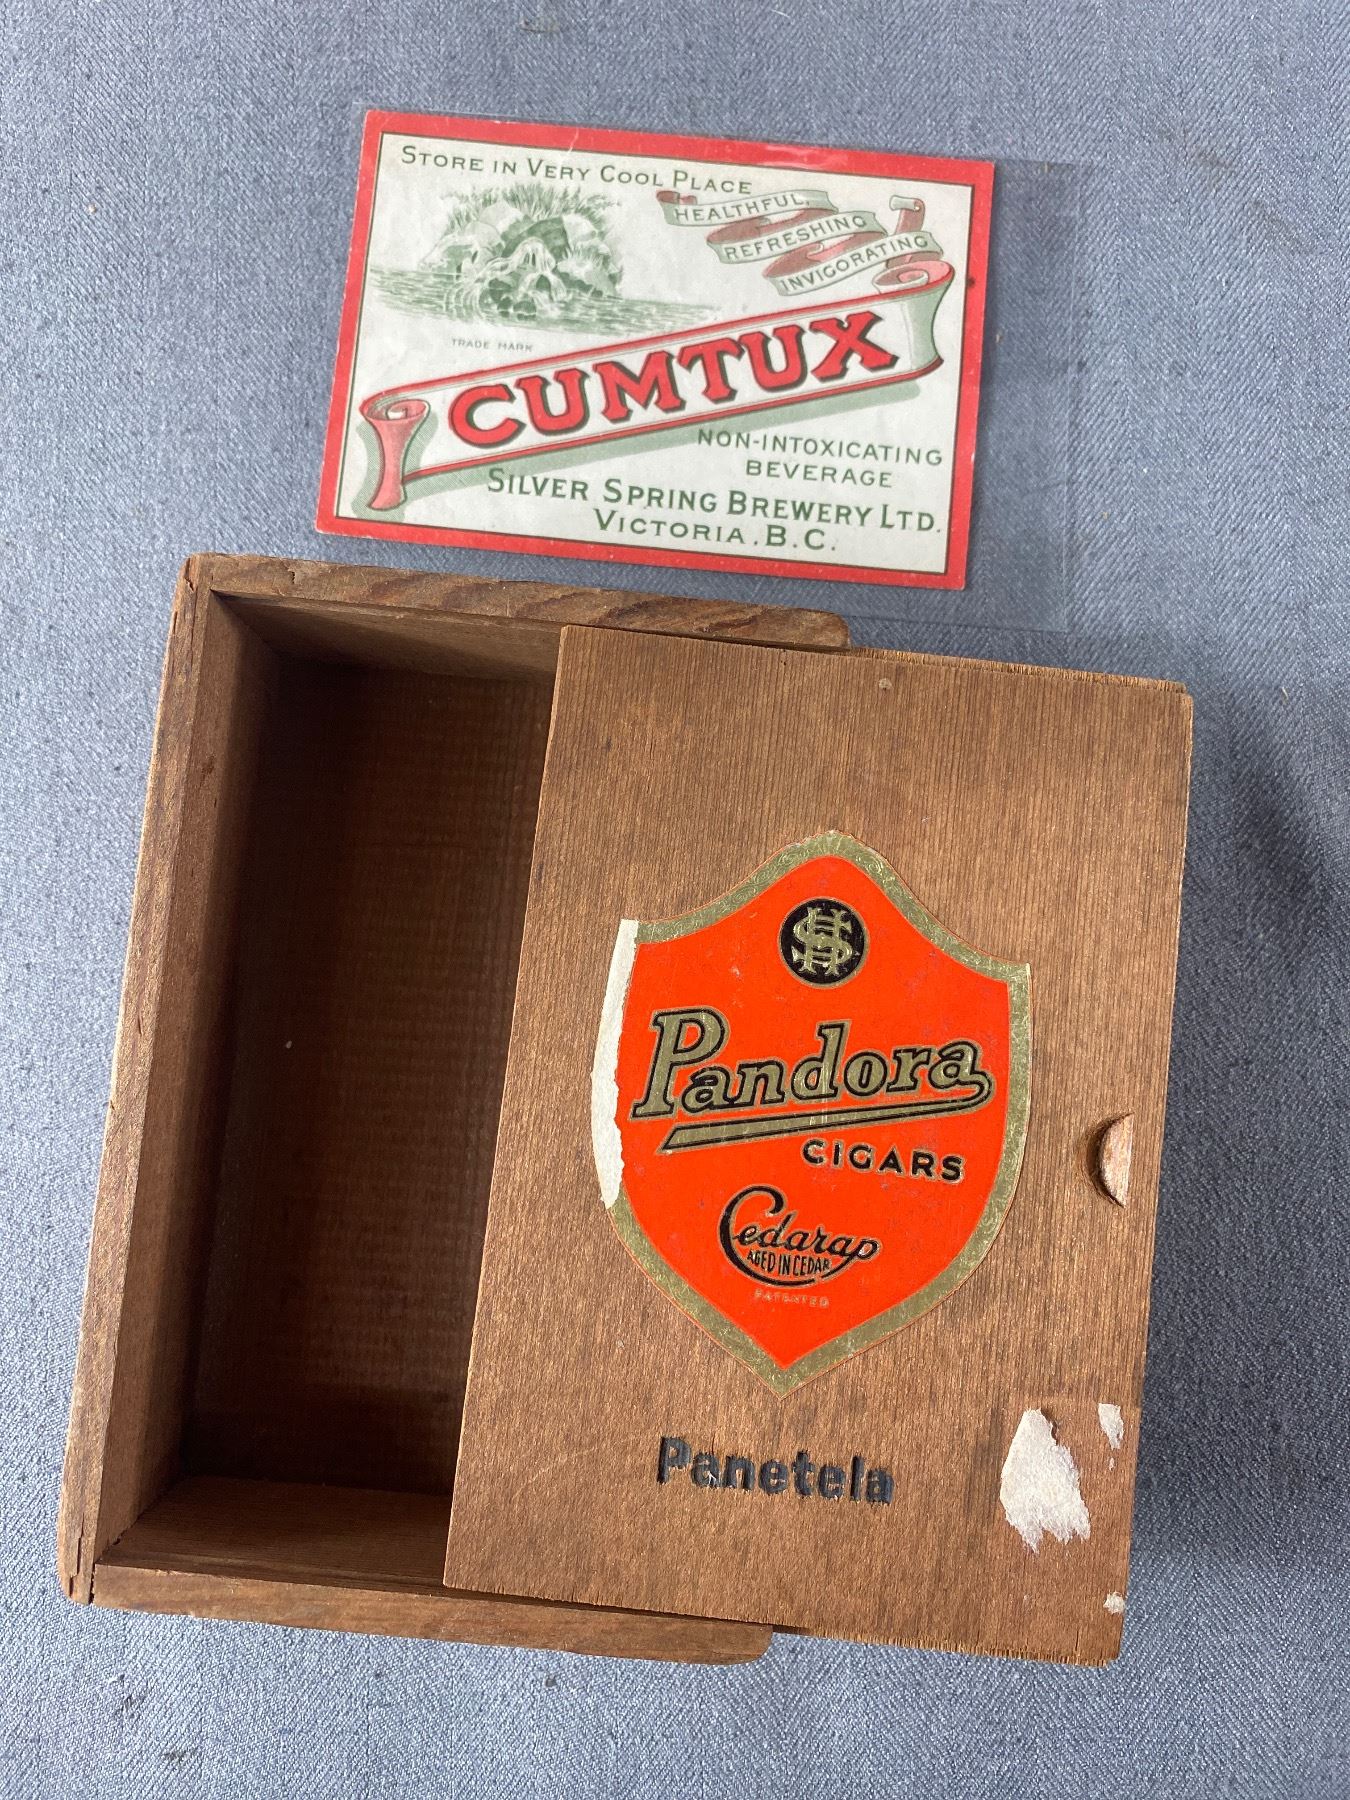 STORE IN VERY COOL PLACE
HEALTHFUL,
REFRESHING
INVIGORATING
TRADE MARK
CUMTUX
NON-INTOXICATING
BEVERAGE
SILVER SPRING BREWERY LTD.
VICTORIA . B.C.
HS
Pandora
CIGARS
Cedarap
AGED IN CEDAR
PATENTED
Panetela